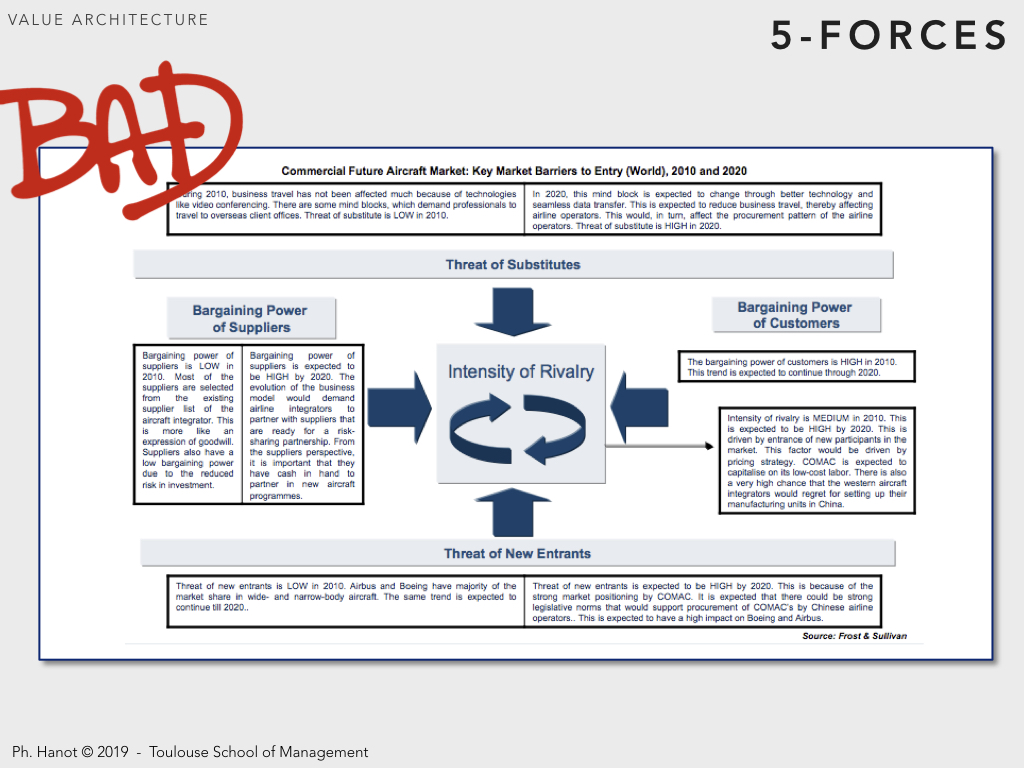 VALUE ARCHITECTURE
5-FORCES
BAD
Commercial Future Aircraft Market: Key Market Barriers to Entry (World), 2010 and 2020
2010, business travel has not been affected much because of technologies
like video conferencing. There are some mind blocks, which demand professionals to
travel to overseas client offices. Threat of substitute is LOW in 2010.
In 2020, this mind block is expected to change through better technology and
seamless data transfer. This is expected to reduce business travel, thereby affecting
airline operators. This would, in turn, affect the procurement pattern of the airline
operators. Threat of substitute is HIGH in 2020.
Threat of Substitutes
Bargaining Power
of Suppliers
Bargaining Power
of Customers
Bargaining power of
suppliers is LOW in
2010. Most of the
suppliers are selected
from the existing
supplier list of the
aircraft integrator. This
is more like an
expression of goodwill.
Suppliers also have a
low bargaining power
due to the reduced
risk in investment.
Bargaining power of
suppliers is expected to
be HIGH by 2020. The
evolution of the business
model would demand
airline integrators to
partner with suppliers that
are ready for a risk-
sharing partnership. From
the suppliers perspective,
it is important that they
have cash in hand to
partner in new aircraft
programmes.
Intensity of Rivalry
The bargaining power of customers is HIGH in 2010.
This trend is expected to continue through 2020.
Intensity of rivalry is MEDIUM in 2010. This
is expected to be HIGH by 2020. This is
driven by entrance of new participants in the
market. This factor would be driven by
pricing strategy. COMAC is expected to
capitalise on its low-cost labor. There is also
a very high chance that the western aircraft
integrators would regret for setting up their
manufacturing units in China.
Threat of New Entrants
Threat of new entrants is LOW in 2010. Airbus and Boeing have majority of the
market share in wide- and narrow-body aircraft. The same trend is expected to
continue till 2020..
Threat of new entrants is expected to be HIGH by 2020. This is because of the
strong market positioning by COMAC. It is expected that there could be strong
legislative norms that would support procurement of COMAC's by Chinese airline
operators.. This is expected to have a high impact on Boeing and Airbus.
Source: Frost & Sullivan
Ph. Hanot © 2019 - Toulouse School of Management